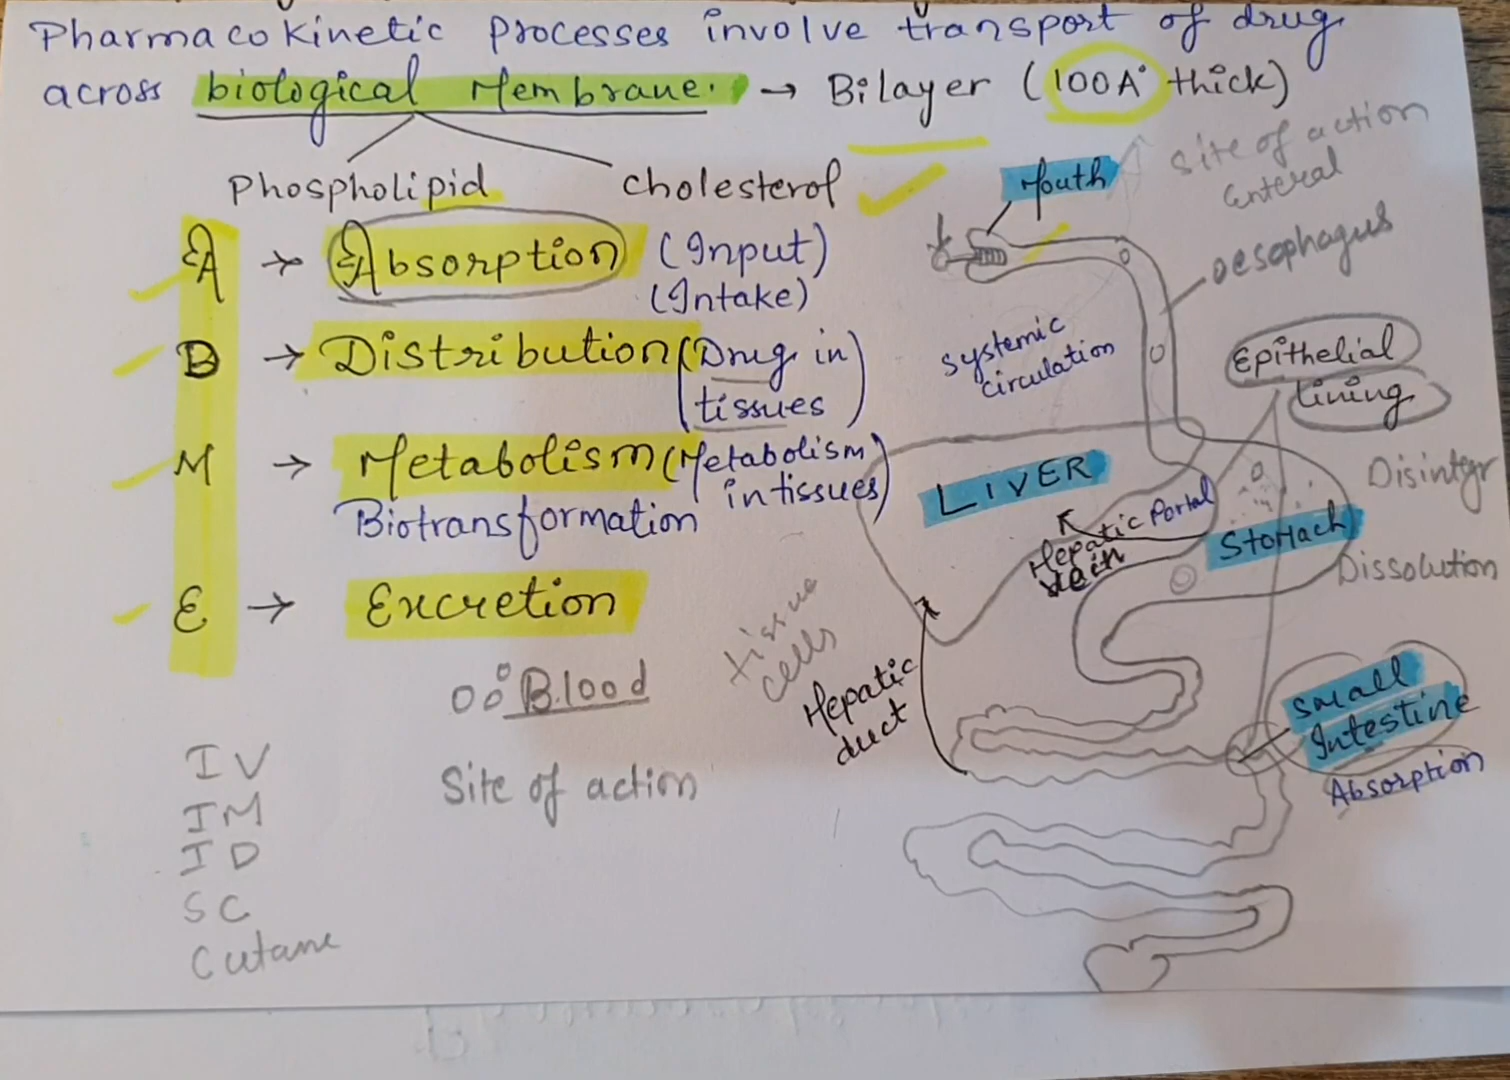 Pharmacokinetic processes involve transport of drug
across biological Membrane. → Bilayer (100A° thick)
Phospholipid
Cholesterol
A → Absorption (Input)
(Intake)
D → Distribution (Drug in
tissues)
M → Metabolism (Metabolism
in tissues)
Biotransformation
E → Excretion
Blood
Site of action
IV
IM
ID
SC
Cutane
Mouth
Site of action
enteral
oesophagus
systemic
circulation
Epithelial
lining
LIVER
Hepatic Portal
vein
Stomach
Disintegr
Dissolution
tissue
cells
Hepatic
duct
Small
Intestine
Absorption